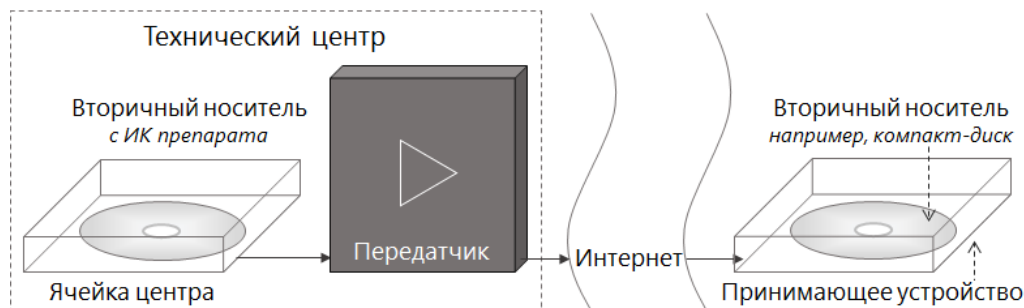 Технический центр
Вторичный носитель
с ИК препарата
Передатчик
Ячейка центра
Интернет
Вторичный носитель
например, компакт-диск
Принимающее устройство